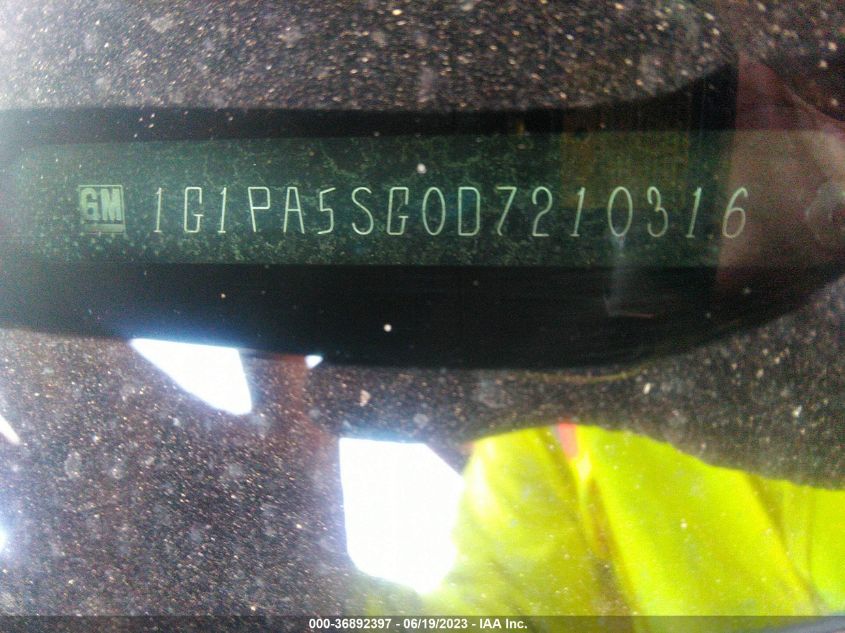 GM 1G1PA5SG0D7210316
000-36892397 - 06/19/2023 - IAA Inc.